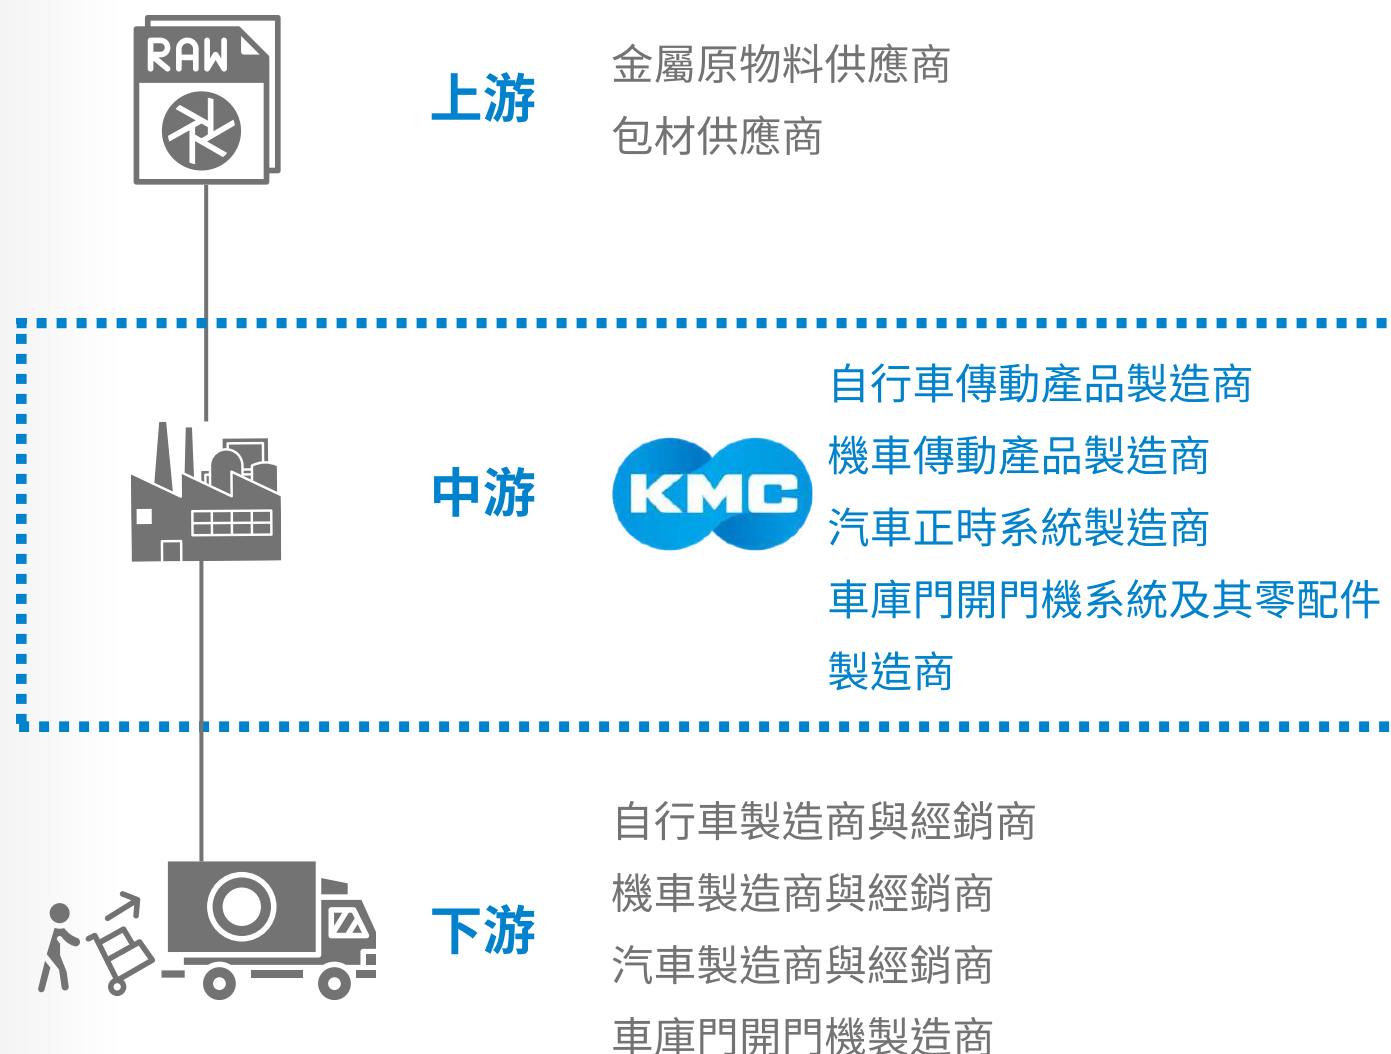 RAW
上游
金屬原物料供應商
包材供應商
中游
KMC
自行車傳動產品製造商
機車傳動產品製造商
汽車正時系統製造商
車庫門開門機系統及其零配件
製造商
下游
自行車製造商與經銷商
機車製造商與經銷商
汽車製造商與經銷商
車庫門開門機製造商